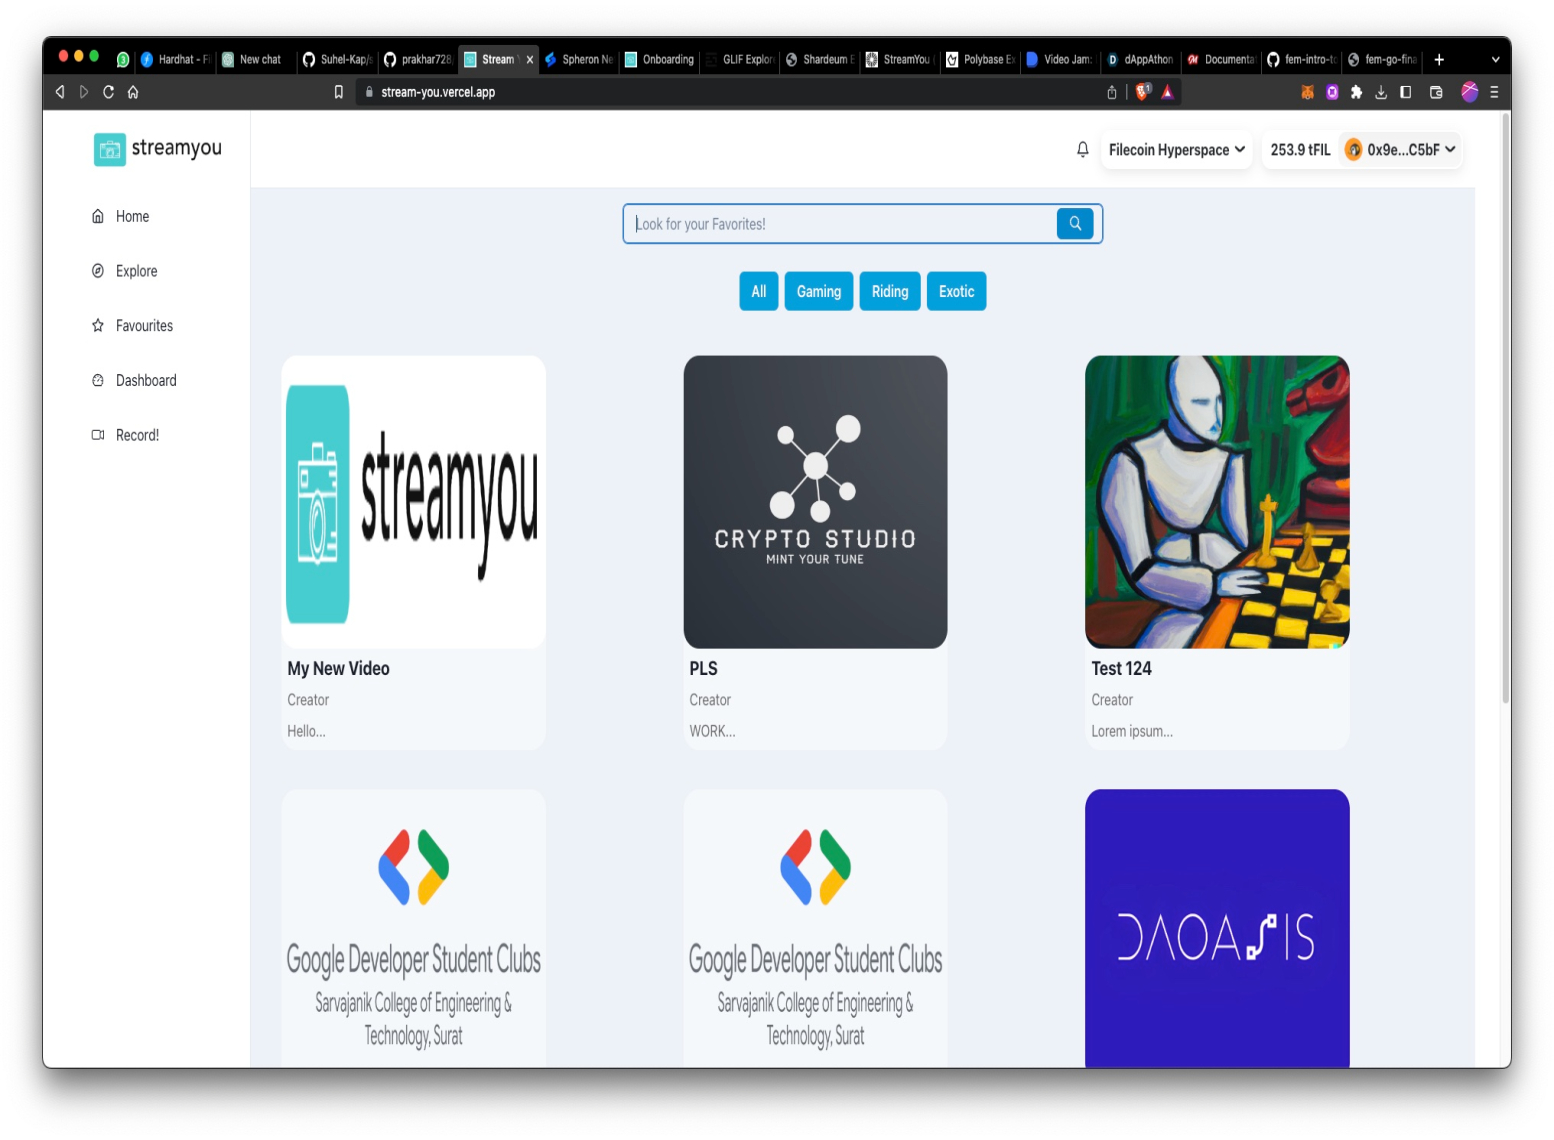 Hardhat - Fi
New chat
Suhel-Kap/s
prakhar728/
Stream
Spheron Ne
Onboarding
GLIF Explor
Shardeum E
StreamYou (
Polybase Ex
Video Jam:
dAppAthon
Documenta
fem-intro-to
fem-go-fina
stream-you.vercel.app
streamyou
Filecoin Hyperspace
253.9 tFIL
0x9e...C5bF
Home
Explore
Favourites
Dashboard
Record!
Look for your Favorites!
All
Gaming
Riding
Exotic
streamyou
CRYPTO STUDIO
MINT YOUR TUNE
My New Video
Creator
Hello...
PLS
Creator
WORK...
Test 124
Creator
Lorem ipsum...
Google Developer Student Clubs
Sarvajanik College of Engineering &
Technology, Surat
Google Developer Student Clubs
Sarvajanik College of Engineering &
Technology, Surat
DAOASIS